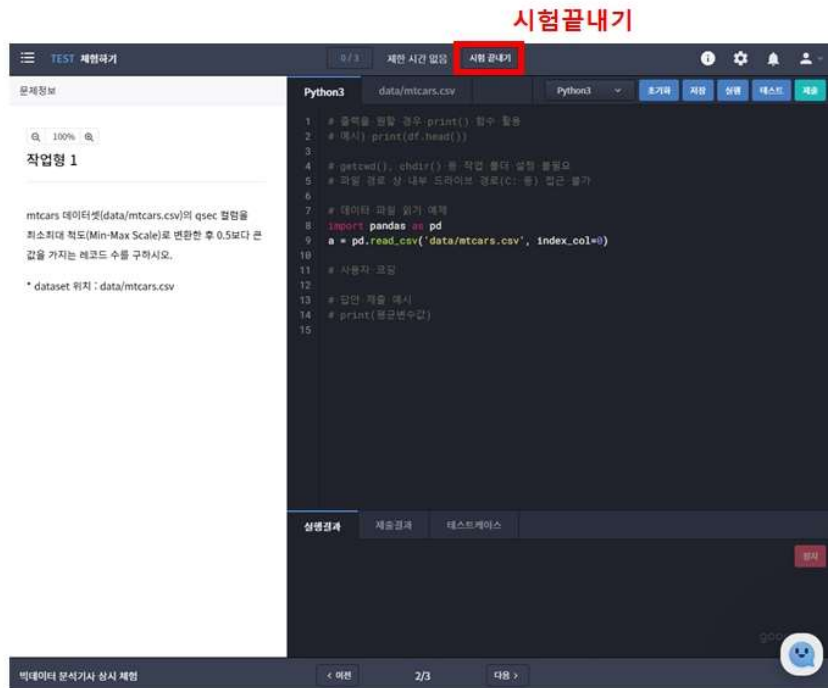 시험끝내기
TEST 체험하기
0/3
제한 시간 없음
시험 끝내기
문제정보
Python3
data/mtcars.csv
Python3
초기화
저장
실행
테스트
제출
100%
작업형 1
mtcars 데이터셋(data/mtcars.csv)의 qsec 컬럼을
최소최대 척도(Min-Max Scale)로 변환한 후 0.5보다 큰
값을 가지는 레코드 수를 구하시오.
* dataset 위치 : data/mtcars.csv
1 # 출력을 원할 경우 print() 함수 활용
2 # 예시) print(df.head())
3
4 # getcwd(), chdir() 등 작업 폴더 설정 불필요
5 # 파일 경로 상 내부 드라이브 경로(C: 등) 접근 불가
6
7 # 데이터 파일 읽기 예제
8 import pandas as pd
9 a = pd.read_csv('data/mtcars.csv', index_col=0)
10
11 # 사용자 코딩
12
13 # 답안 제출 예시
14 # print(평균변수값)
15
실행결과
제출결과
테스트케이스
정지
빅데이터 분석기사 상시 체험
< 이전
2/3
다음 >